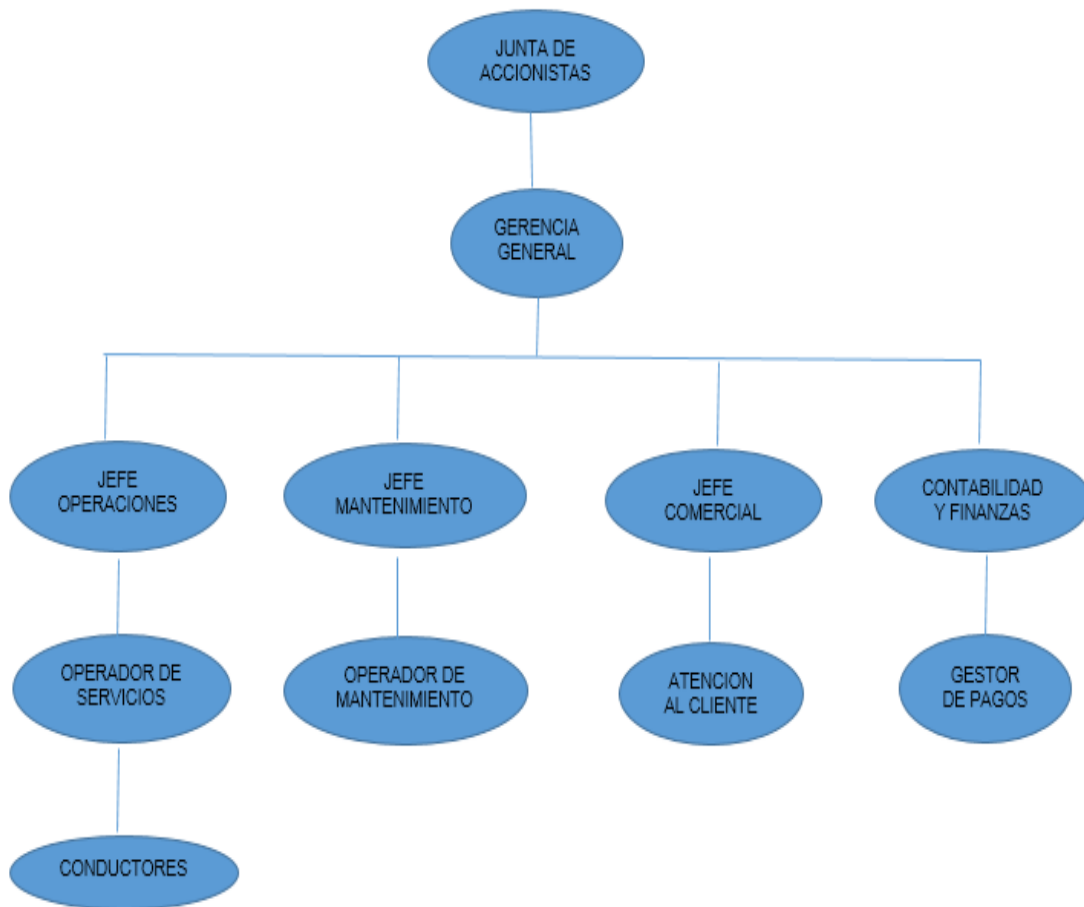 JUNTA DE
ACCIONISTAS
GERENCIA
GENERAL
JEFE
OPERACIONES
JEFE
MANTENIMIENTO
JEFE
COMERCIAL
CONTABILIDAD
Y FINANZAS
OPERADOR DE
SERVICIOS
OPERADOR DE
MANTENIMIENTO
ATENCION
AL CLIENTE
GESTOR
DE PAGOS
CONDUCTORES